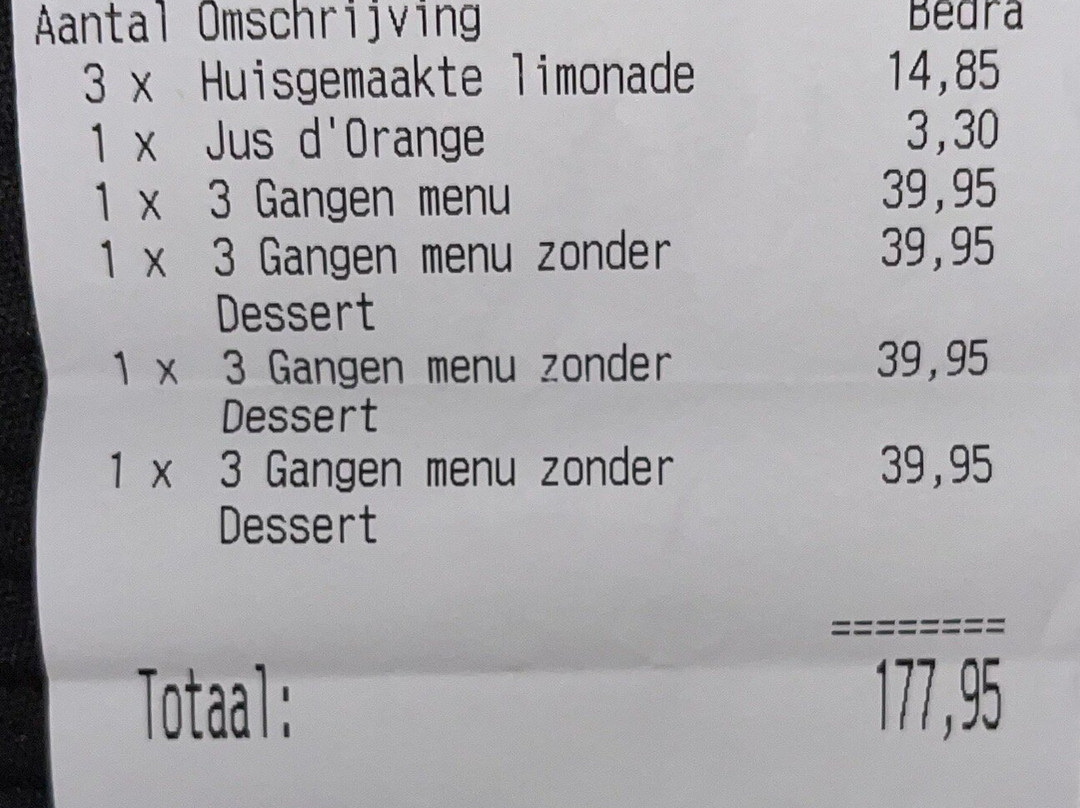 Aantal Omschrijving Bedra
3 x Huisgemaakte limonade 14,85
1 x Jus d'Orange 3,30
1 x 3 Gangen menu 39,95
1 x 3 Gangen menu zonder 39,95
Dessert
1 x 3 Gangen menu zonder 39,95
Dessert
1 x 3 Gangen menu zonder 39,95
Dessert
========
Totaal: 177,95